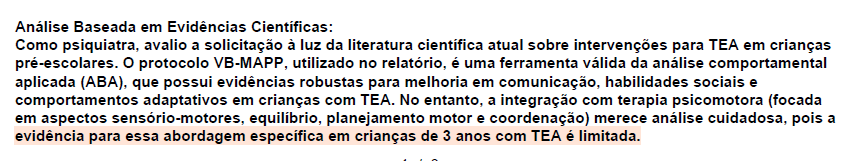 Análise Baseada em Evidências Científicas:
Como psiquiatra, avalio a solicitação à luz da literatura científica atual sobre intervenções para TEA em crianças
pré-escolares. O protocolo VB-MAPP, utilizado no relatório, é uma ferramenta válida da análise comportamental
aplicada (ABA), que possui evidências robustas para melhoria em comunicação, habilidades sociais e
comportamentos adaptativos em crianças com TEA. No entanto, a integração com terapia psicomotora (focada
em aspectos sensório-motores, equilíbrio, planejamento motor e coordenação) merece análise cuidadosa, pois a
evidência para essa abordagem específica em crianças de 3 anos com TEA é limitada.